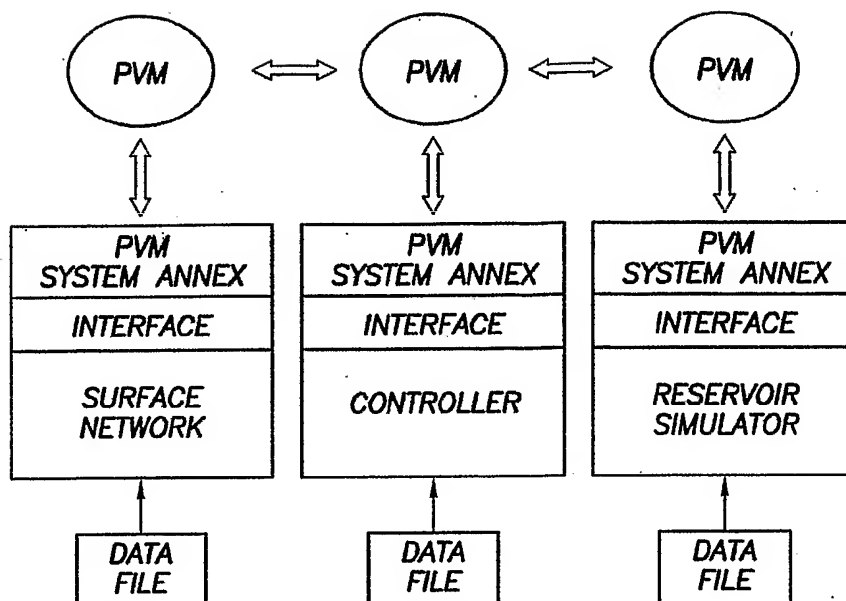 PVM
PVM
PVM
PVM
SYSTEM ANNEX
PVM
SYSTEM ANNEX
PVM
SYSTEM ANNEX
INTERFACE
INTERFACE
INTERFACE
SURFACE
NETWORK
CONTROLLER
RESERVOIR
SIMULATOR
DATA
FILE
DATA
FILE
DATA
FILE